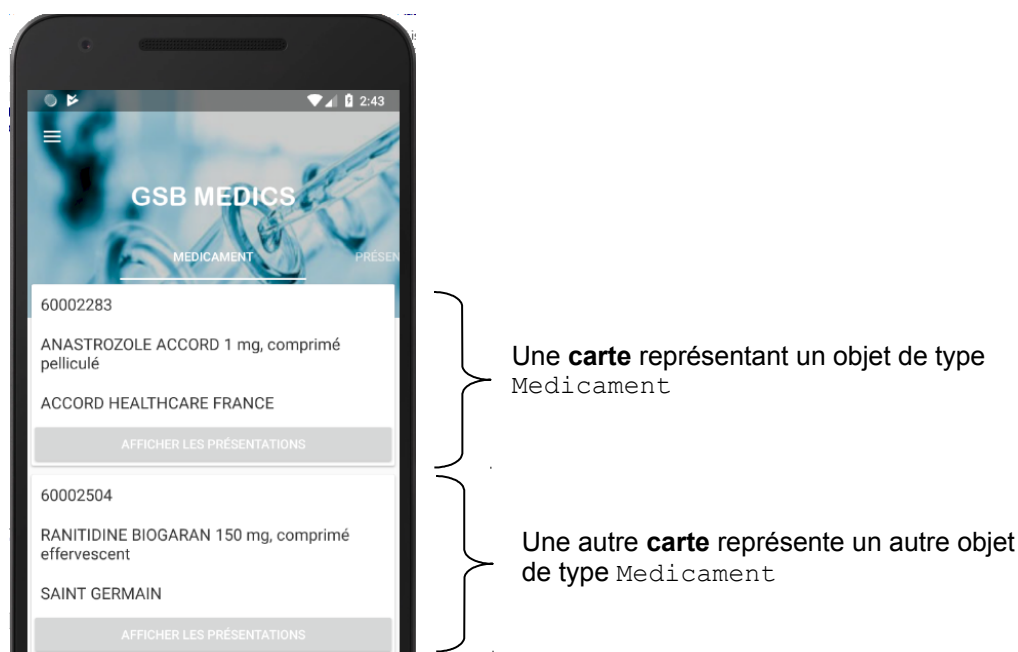 2:43
GSB MEDICS
MEDICAMENT PRÉSEN
60002283
ANASTROZOLE ACCORD 1 mg, comprimé
pelliculé
ACCORD HEALTHCARE FRANCE
AFFICHER LES PRÉSENTATIONS
Une carte représentant un objet de type
Medicament
60002504
RANITIDINE BIOGARAN 150 mg, comprimé
effervescent
SAINT GERMAIN
AFFICHER LES PRÉSENTATIONS
Une autre carte représente un autre objet
de type Medicament